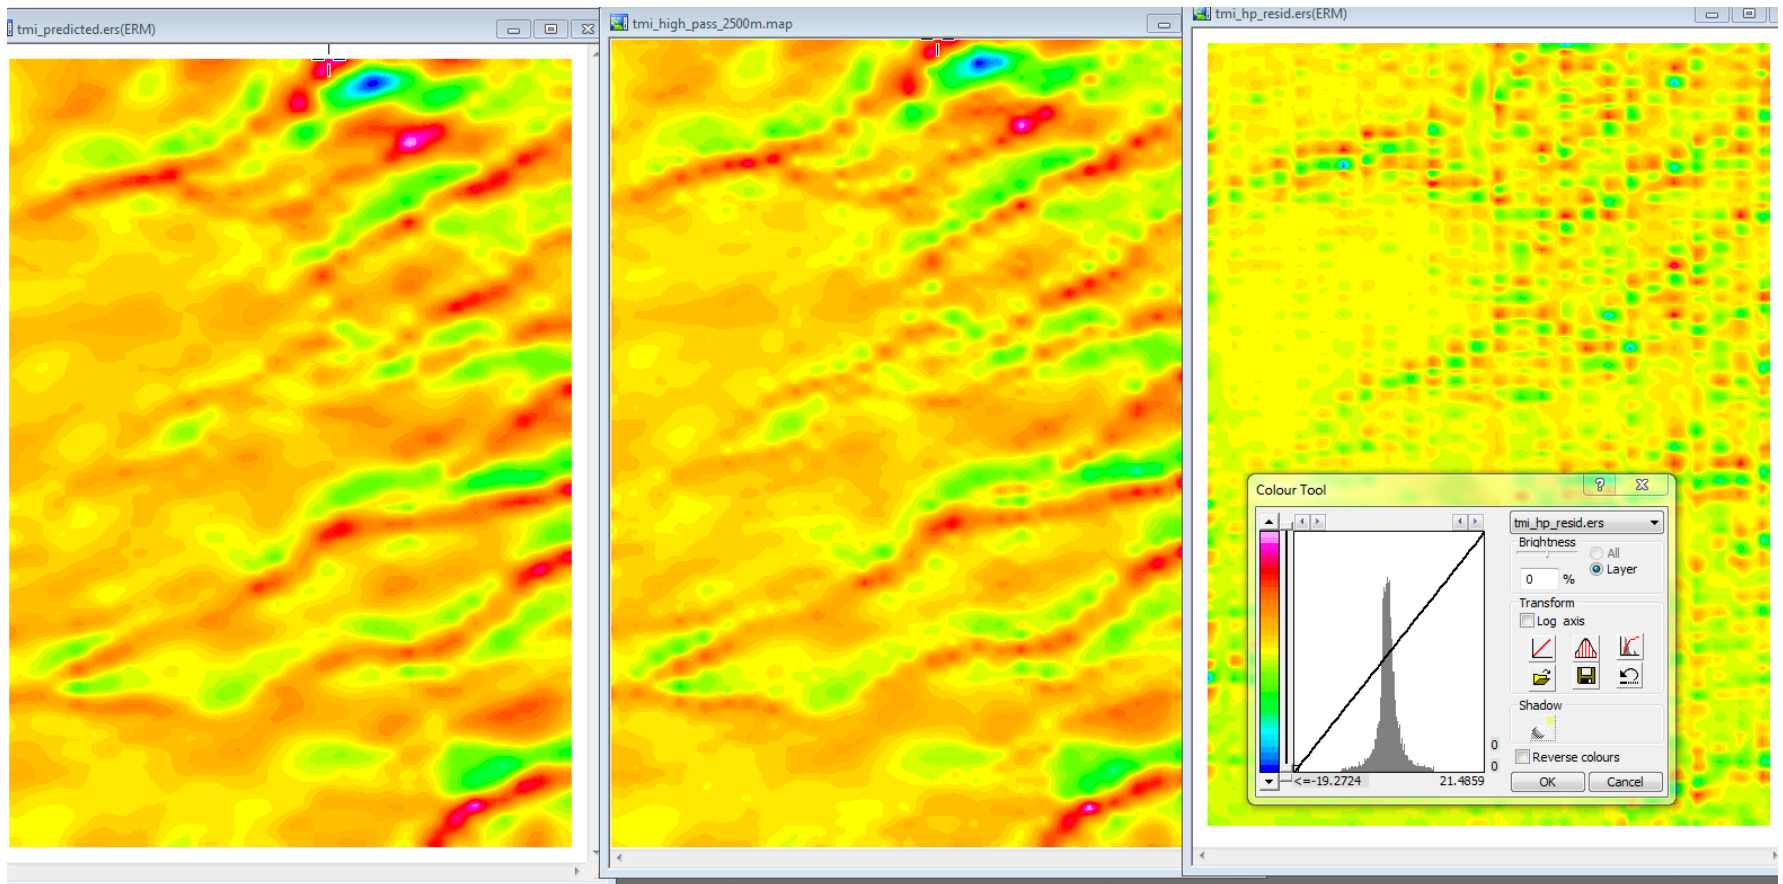 tmi_predicted.ers(ERM)
tmi_high_pass_2500m.map
tmi_hp_resid.ers(ERM)
Colour Tool
tmi_hp_resid.ers
Brightness
All
Layer
0 %
Transform
Log axis
Shadow
0
0
Reverse colours
<=-19.2724 21.4859
OK Cancel